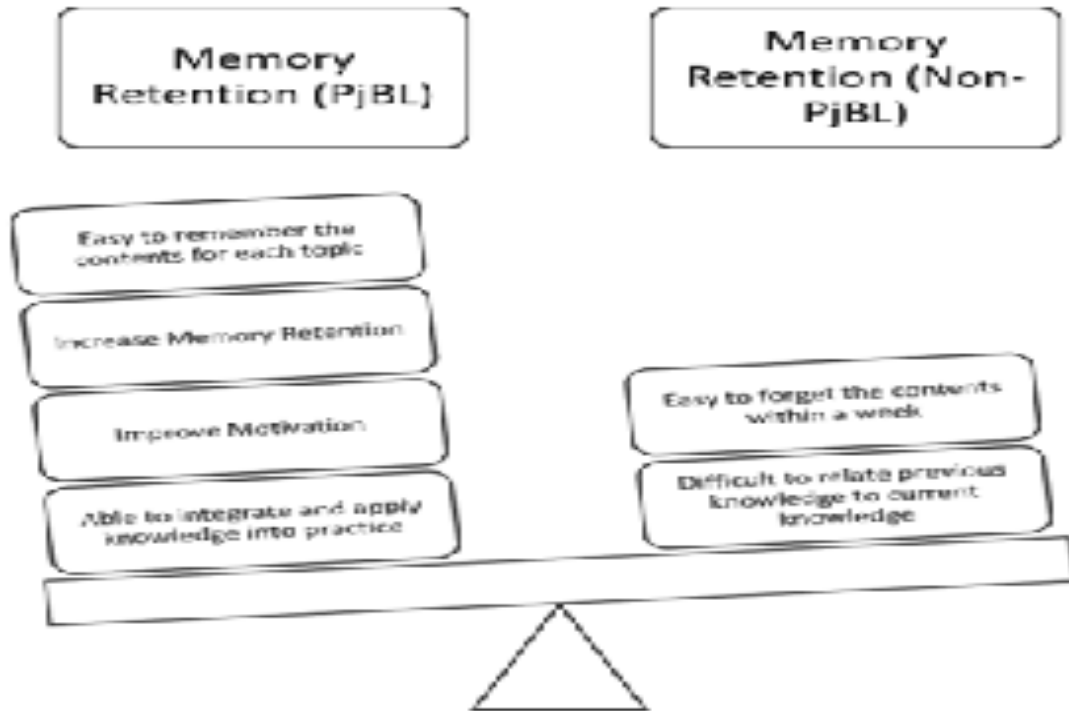 Memory
Retention (PjBL)
Memory
Retention (Non-
PjBL)
Easy to remember the
contents for each topic
Increase Memory Retention
Improve Motivation
Able to integrate and apply
knowledge into practice
Easy to forget the contents
within a week
Difficult to relate previous
knowledge to current
knowledge